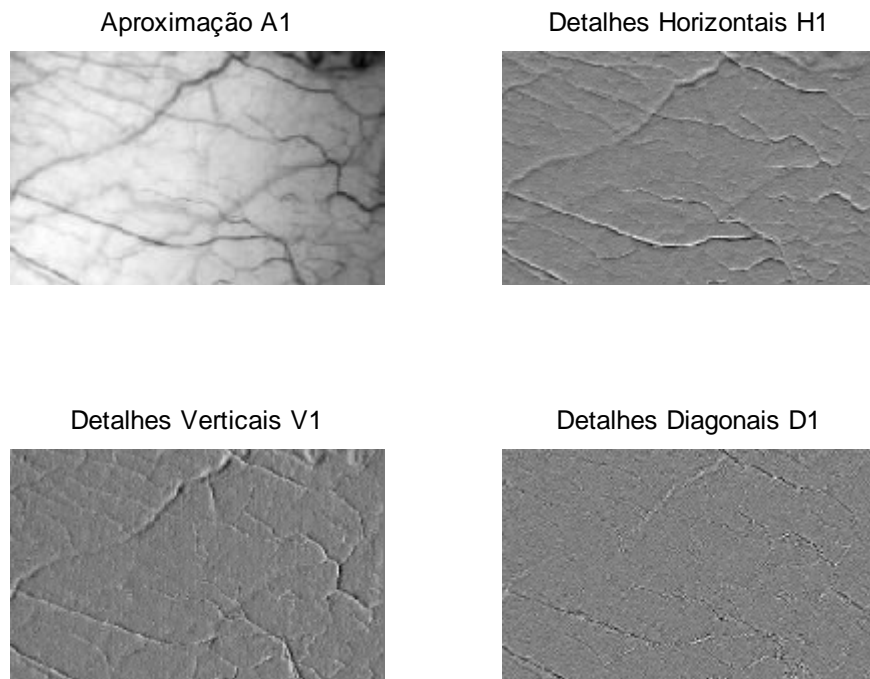 Aproximação A1
Detalhes Horizontais H1
Detalhes Verticais V1
Detalhes Diagonais D1